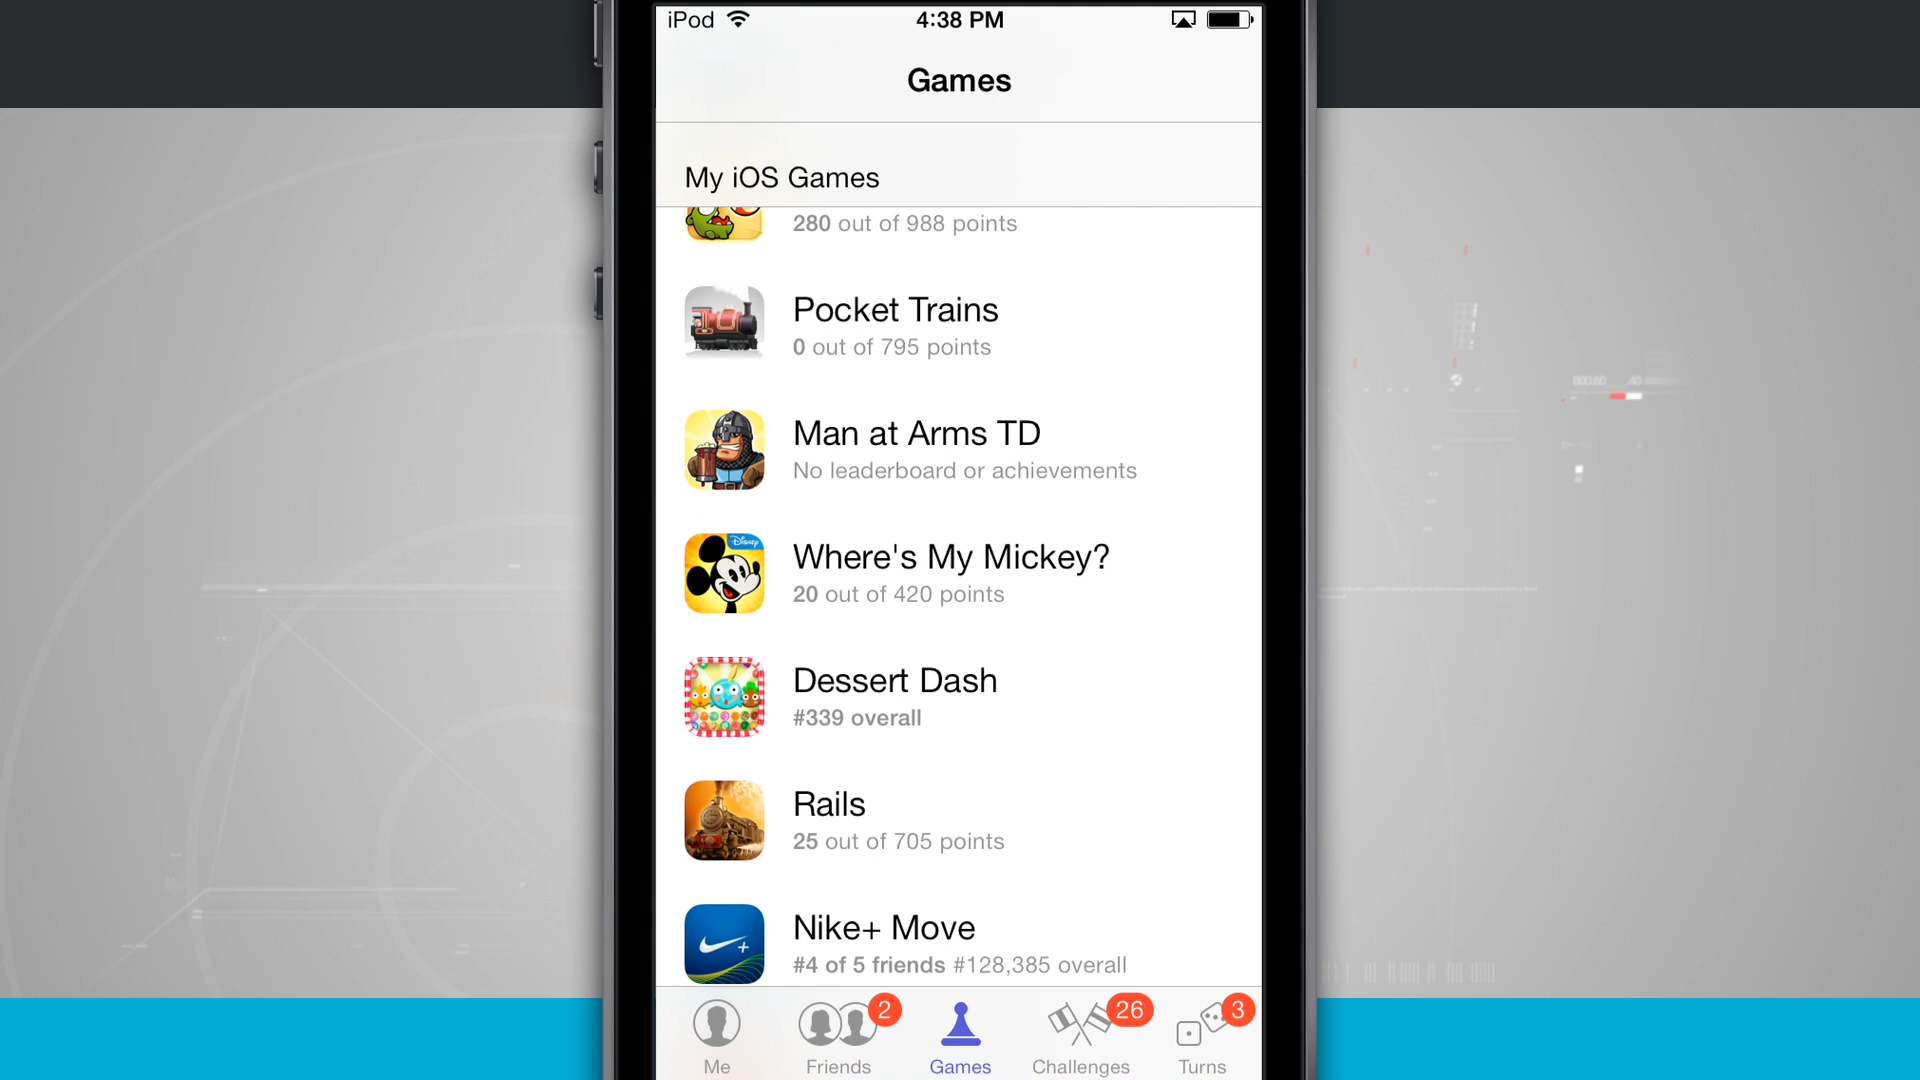 iPod 4:38 PM
Games
My iOS Games
280 out of 988 points
Pocket Trains
0 out of 795 points
Man at Arms TD
No leaderboard or achievements
Disney
Where's My Mickey?
20 out of 420 points
Dessert Dash
#339 overall
Rails
25 out of 705 points
Nike+ Move
#4 of 5 friends #128,385 overall
2
26
3
Me
Friends
Games
Challenges
Turns